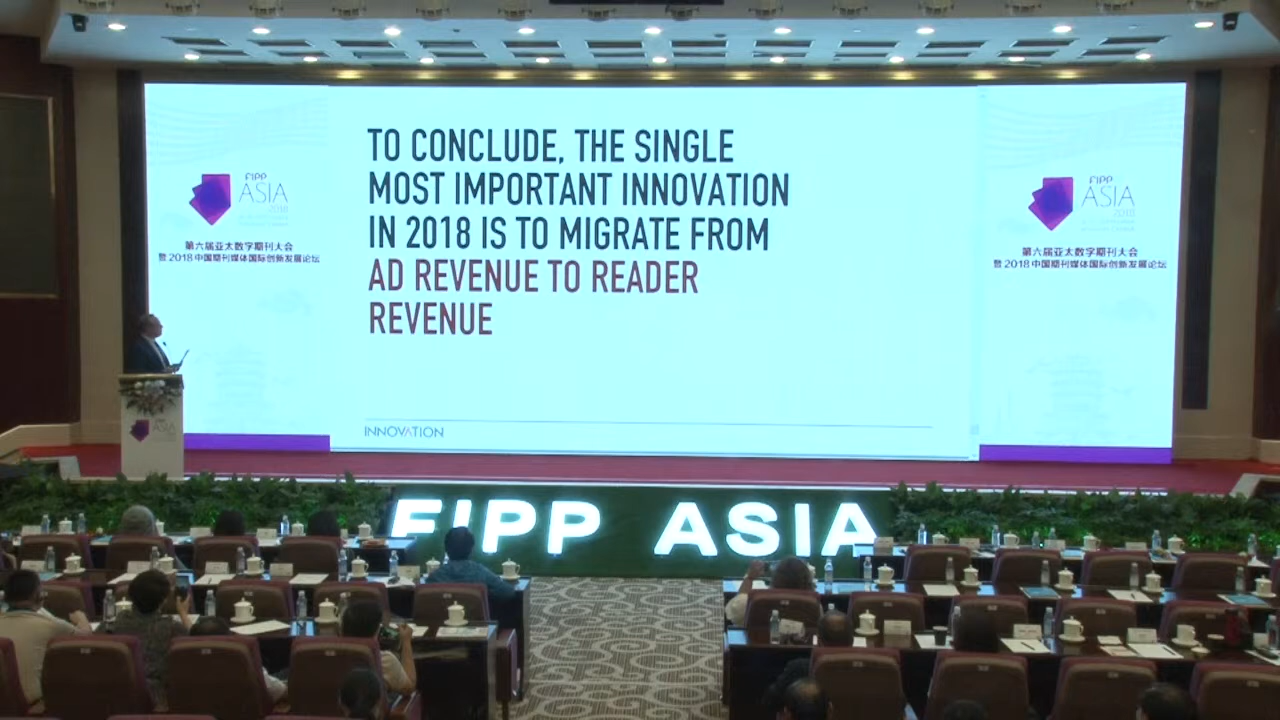 TO CONCLUDE, THE SINGLE
MOST IMPORTANT INNOVATION
IN 2018 IS TO MIGRATE FROM
AD REVENUE TO READER
REVENUE
INNOVATION
FIPP
ASIA
2018
第六届亚太数字期刊大会
暨2018中国期刊媒体国际创新发展论坛
FIPP
ASIA
2018
第六届亚太数字期刊大会
暨2018中国期刊媒体国际创新发展论坛
ASIA
FIPP ASIA